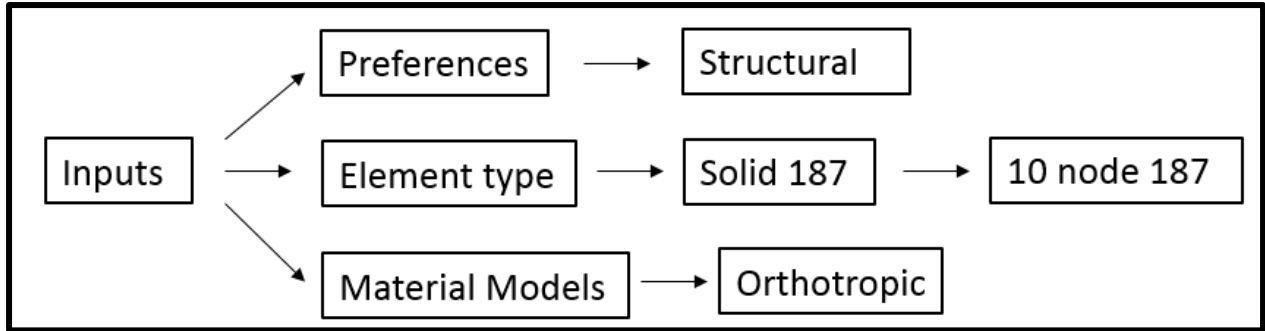 Preferences
Structural
Inputs
Element type
Solid 187
10 node 187
Material Models
Orthotropic